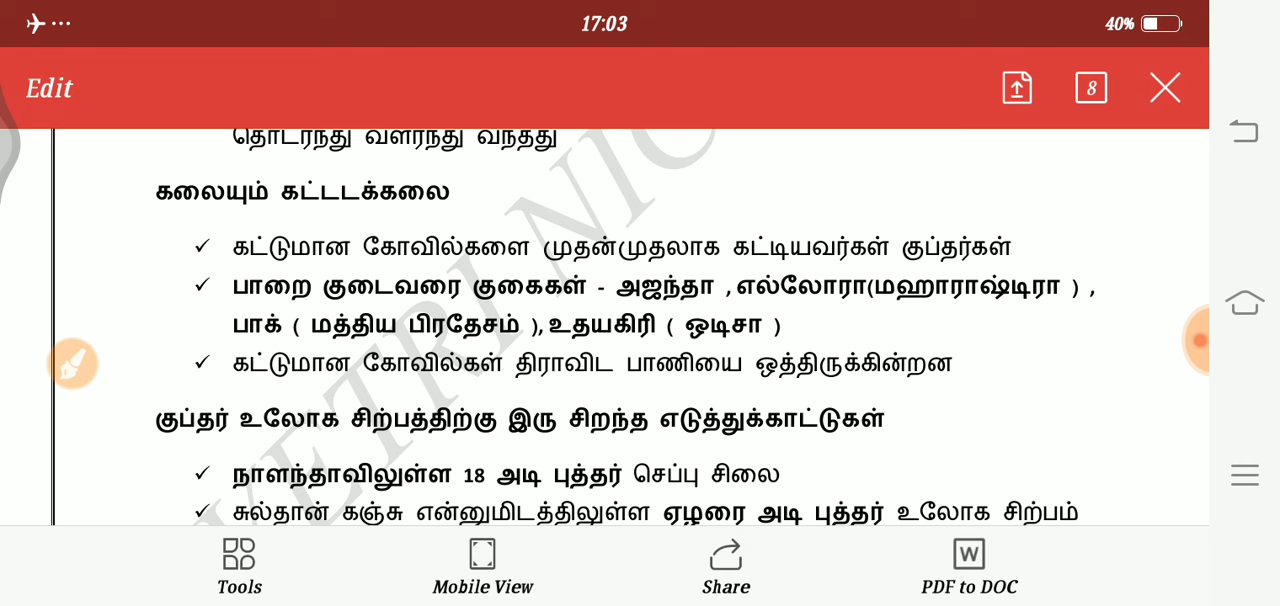 17:03
40%
Edit
8
தொடர்ந்து வளர்ந்து வந்தது
கலையும் கட்டடக்கலை
✓ கட்டுமான கோவில்களை முதன்முதலாக கட்டியவர்கள் குப்தர்கள்
✓ பாறை குடைவரை குகைகள் - அஜந்தா , எல்லோரா(மஹாராஷ்டிரா ) ,
பாக் ( மத்திய பிரதேசம் ), உதயகிரி ( ஒடிசா )
✓ கட்டுமான கோவில்கள் திராவிட பாணியை ஒத்திருக்கின்றன
குப்தர் உலோக சிற்பத்திற்கு இரு சிறந்த எடுத்துக்காட்டுகள்
✓ நாளந்தாவிலுள்ள 18 அடி புத்தர் செப்பு சிலை
✓ சுல்தான் கஞ்சு என்னுமிடத்திலுள்ள ஏழரை அடி புத்தர் உலோக சிற்பம்
Tools Mobile View Share PDF to DOC